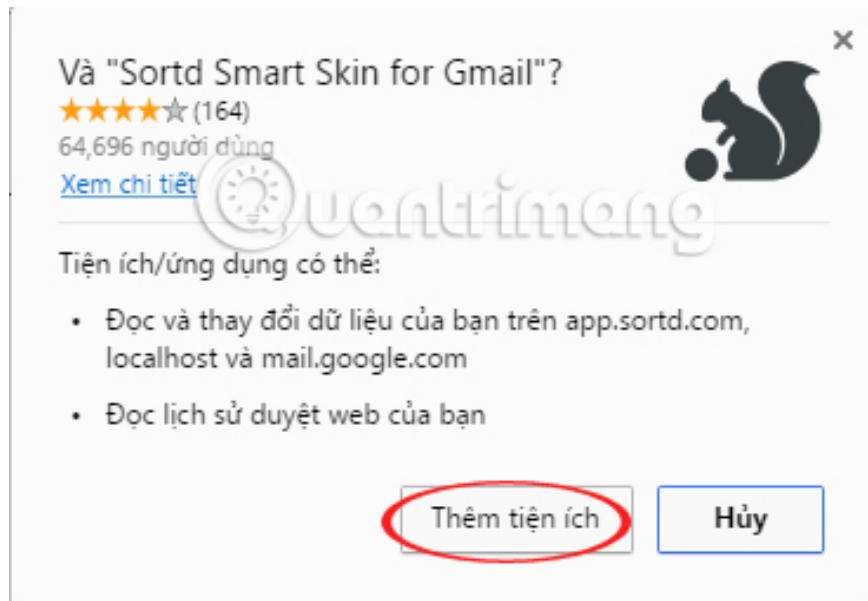 Và "Sortd Smart Skin for Gmail"?
(164)
64,696 người dùng
Xem chi tiết
Quantrimang
Tiện ích/ứng dụng có thể:
• Đọc và thay đổi dữ liệu của bạn trên app.sortd.com,
localhost và mail.google.com
• Đọc lịch sử duyệt web của bạn
Thêm tiện ích
Hủy